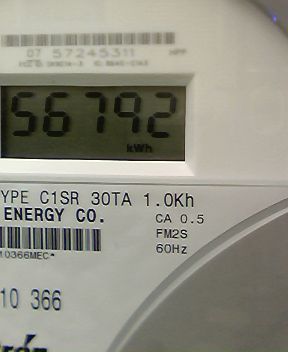 07 57245311
56792
kWh
YPE C1SR 30TA 1.0Kh
ENERGY CO.
CA 0.5
FM2S
60Hz
10366MEC*
10 366